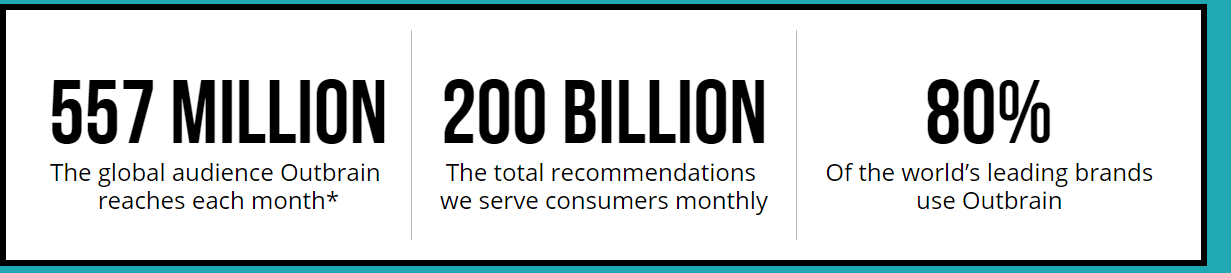 557 MILLION
The global audience Outbrain
reaches each month*
200 BILLION
The total recommendations
we serve consumers monthly
80%
Of the world’s leading brands
use Outbrain